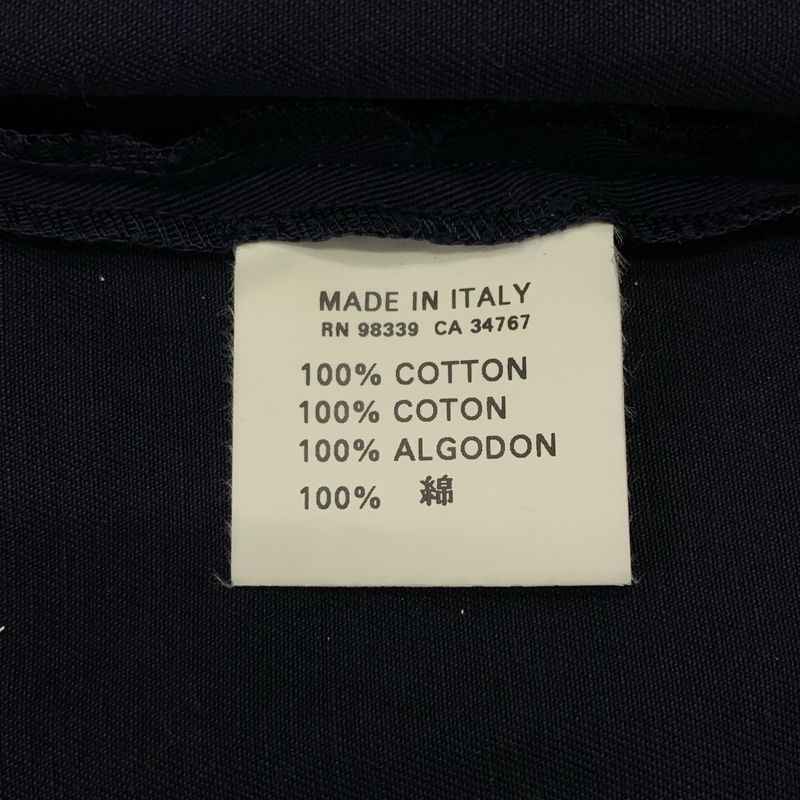 MADE IN ITALY
RN 98339 CA 34767
100% COTTON
100% COTON
100% ALGODON
100% 綿